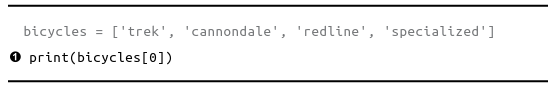 bicycles = ['trek', 'cannondale', 'redline', 'specialized']
❶ print(bicycles[0])